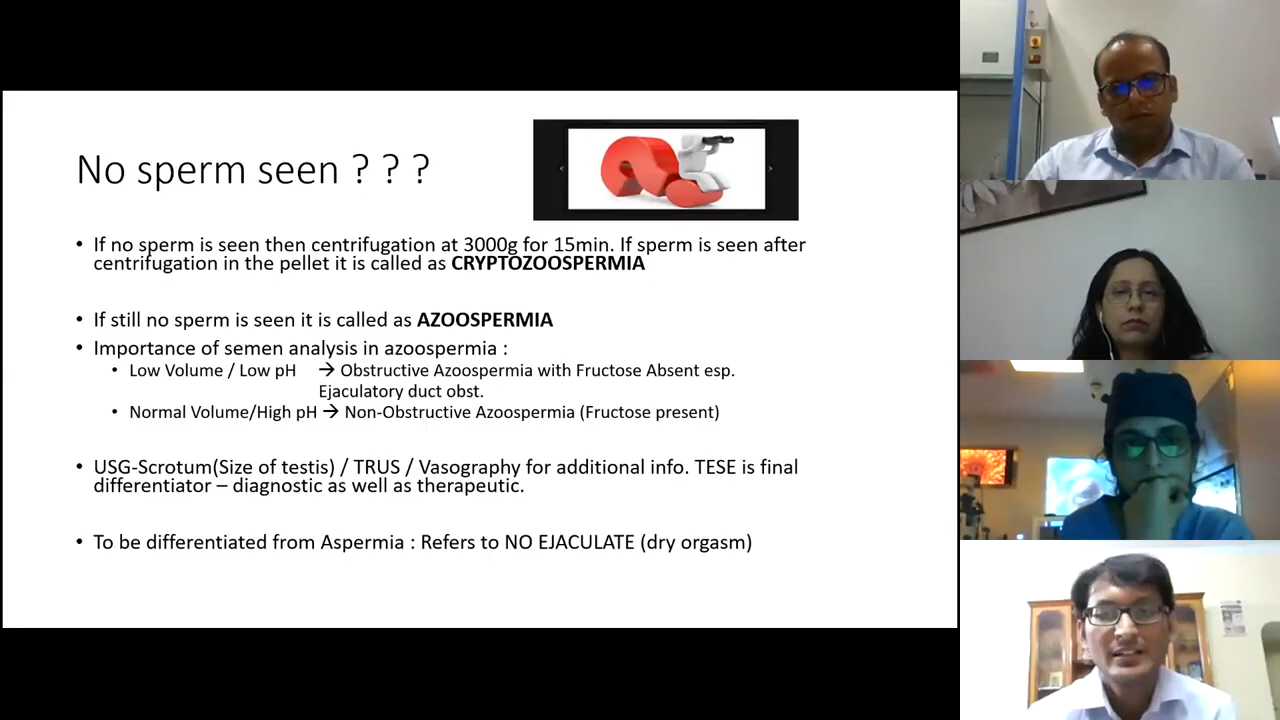 No sperm seen ? ? ?
• If no sperm is seen then centrifugation at 3000g for 15min. If sperm is seen after
centrifugation in the pellet it is called as CRYPTOZOOSPERMIA
• If still no sperm is seen it is called as AZOOSPERMIA
• Importance of semen analysis in azoospermia :
• Low Volume / Low pH → Obstructive Azoospermia with Fructose Absent esp.
Ejaculatory duct obst.
• Normal Volume/High pH → Non-Obstructive Azoospermia (Fructose present)
• USG-Scrotum(Size of testis) / TRUS / Vasography for additional info. TESE is final
differentiator – diagnostic as well as therapeutic.
• To be differentiated from Aspermia : Refers to NO EJACULATE (dry orgasm)